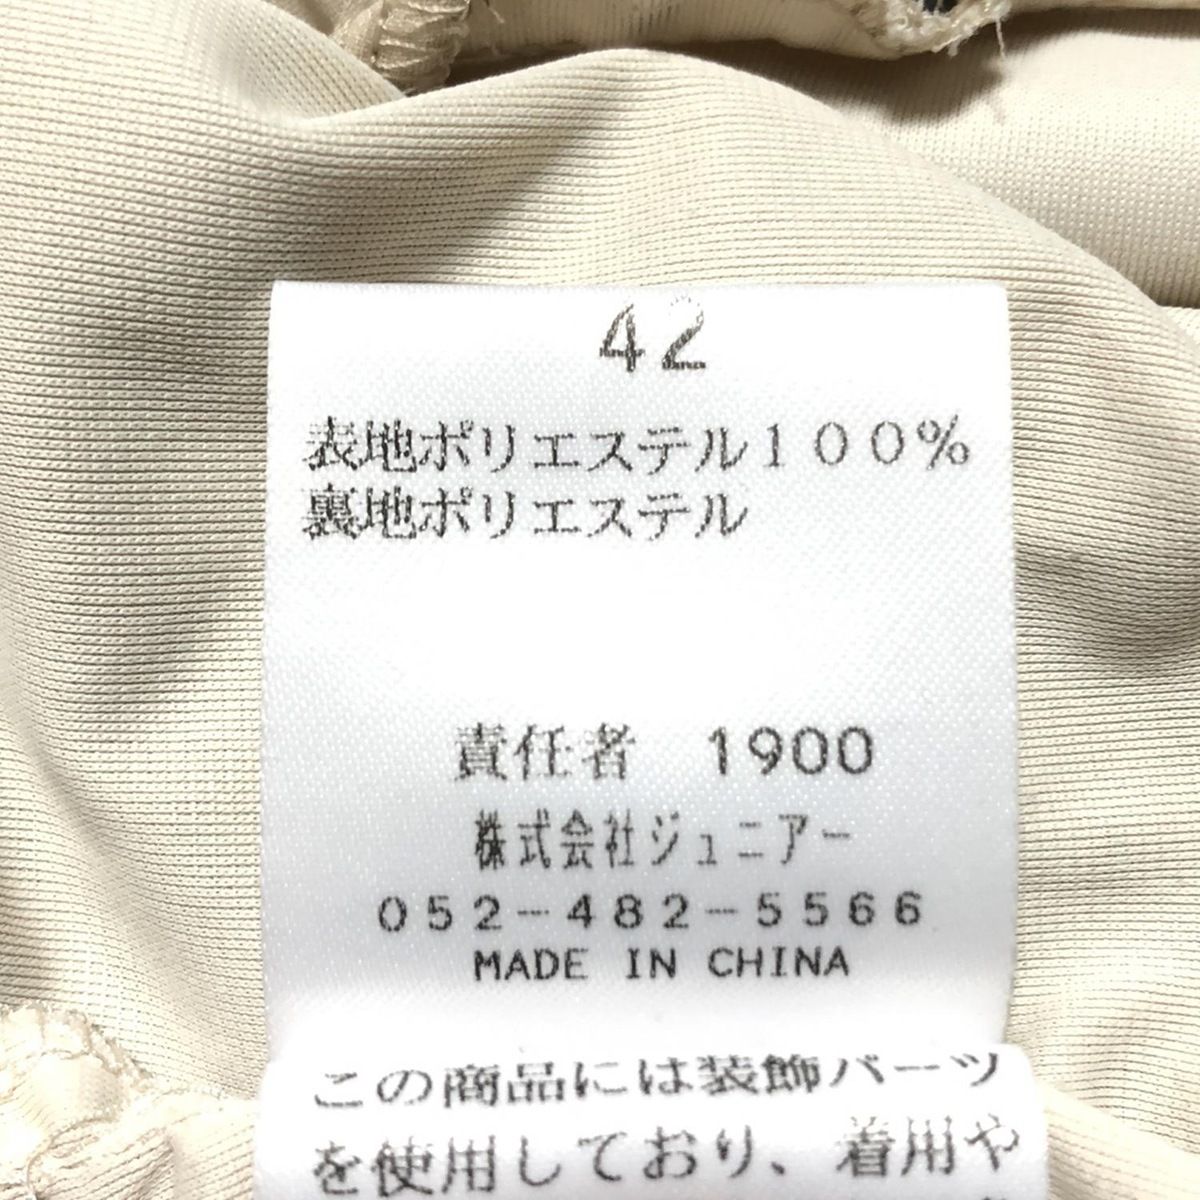 42
表地ポリエステル100%
裏地ポリエステル
責任者 1900
株式会社ジュニアー
052-482-5566
MADE IN CHINA
この商品には装飾パーツ
を使用しており、着用や